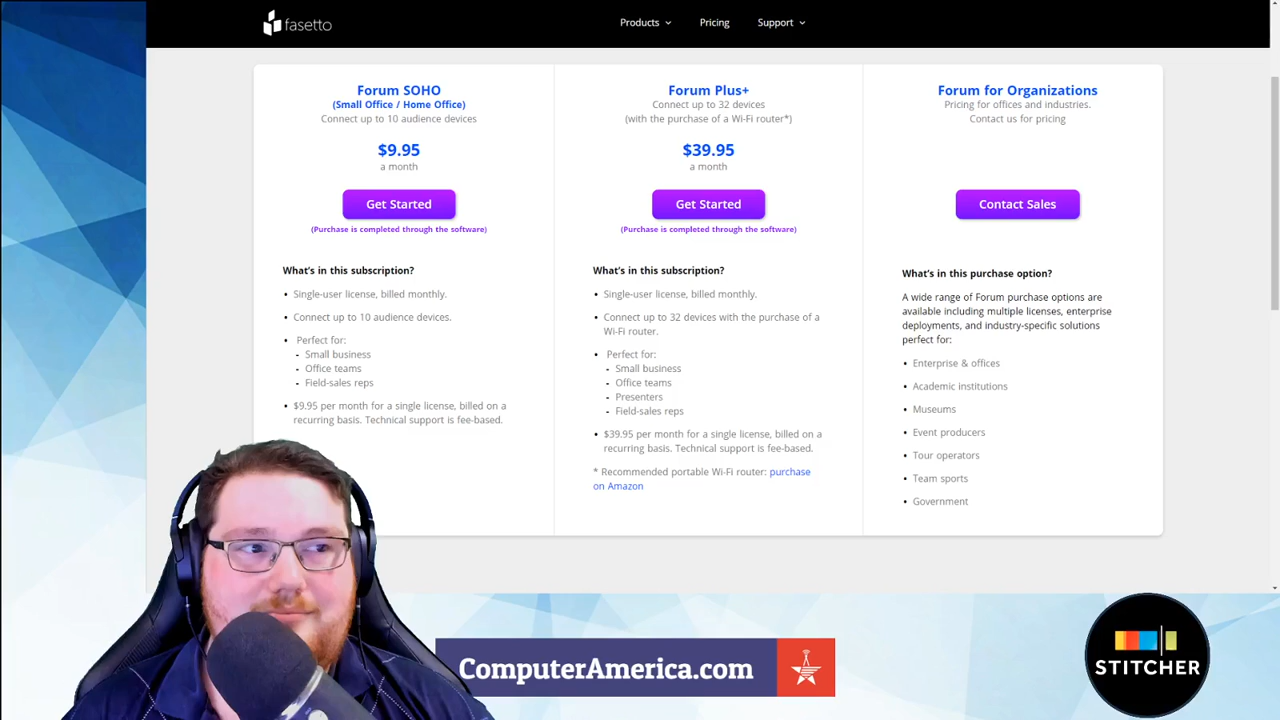 fasetto
Products
Pricing
Support
Forum SOHO
(Small Office / Home Office)
Connect up to 10 audience devices
$9.95
a month
Get Started
(Purchase is completed through the software)
What's in this subscription?
• Single-user license, billed monthly.
• Connect up to 10 audience devices.
• Perfect for:
- Small business
- Office teams
- Field-sales reps
• $9.95 per month for a single license, billed on a
recurring basis. Technical support is fee-based.
Forum Plus+
Connect up to 32 devices
(with the purchase of a Wi-Fi router*)
$39.95
a month
Get Started
(Purchase is completed through the software)
What's in this subscription?
• Single-user license, billed monthly.
• Connect up to 32 devices with the purchase of a
Wi-Fi router.
• Perfect for:
- Small business
- Office teams
- Presenters
- Field-sales reps
• $39.95 per month for a single license, billed on a
recurring basis. Technical support is fee-based.
* Recommended portable Wi-Fi router: purchase
on Amazon
Forum for Organizations
Pricing for offices and industries.
Contact us for pricing
Contact Sales
What's in this purchase option?
A wide range of Forum purchase options are
available including multiple licenses, enterprise
deployments, and industry-specific solutions
perfect for:
• Enterprise & offices
• Academic institutions
• Museums
• Event producers
• Tour operators
• Team sports
• Government
ComputerAmerica.com
STITCHER